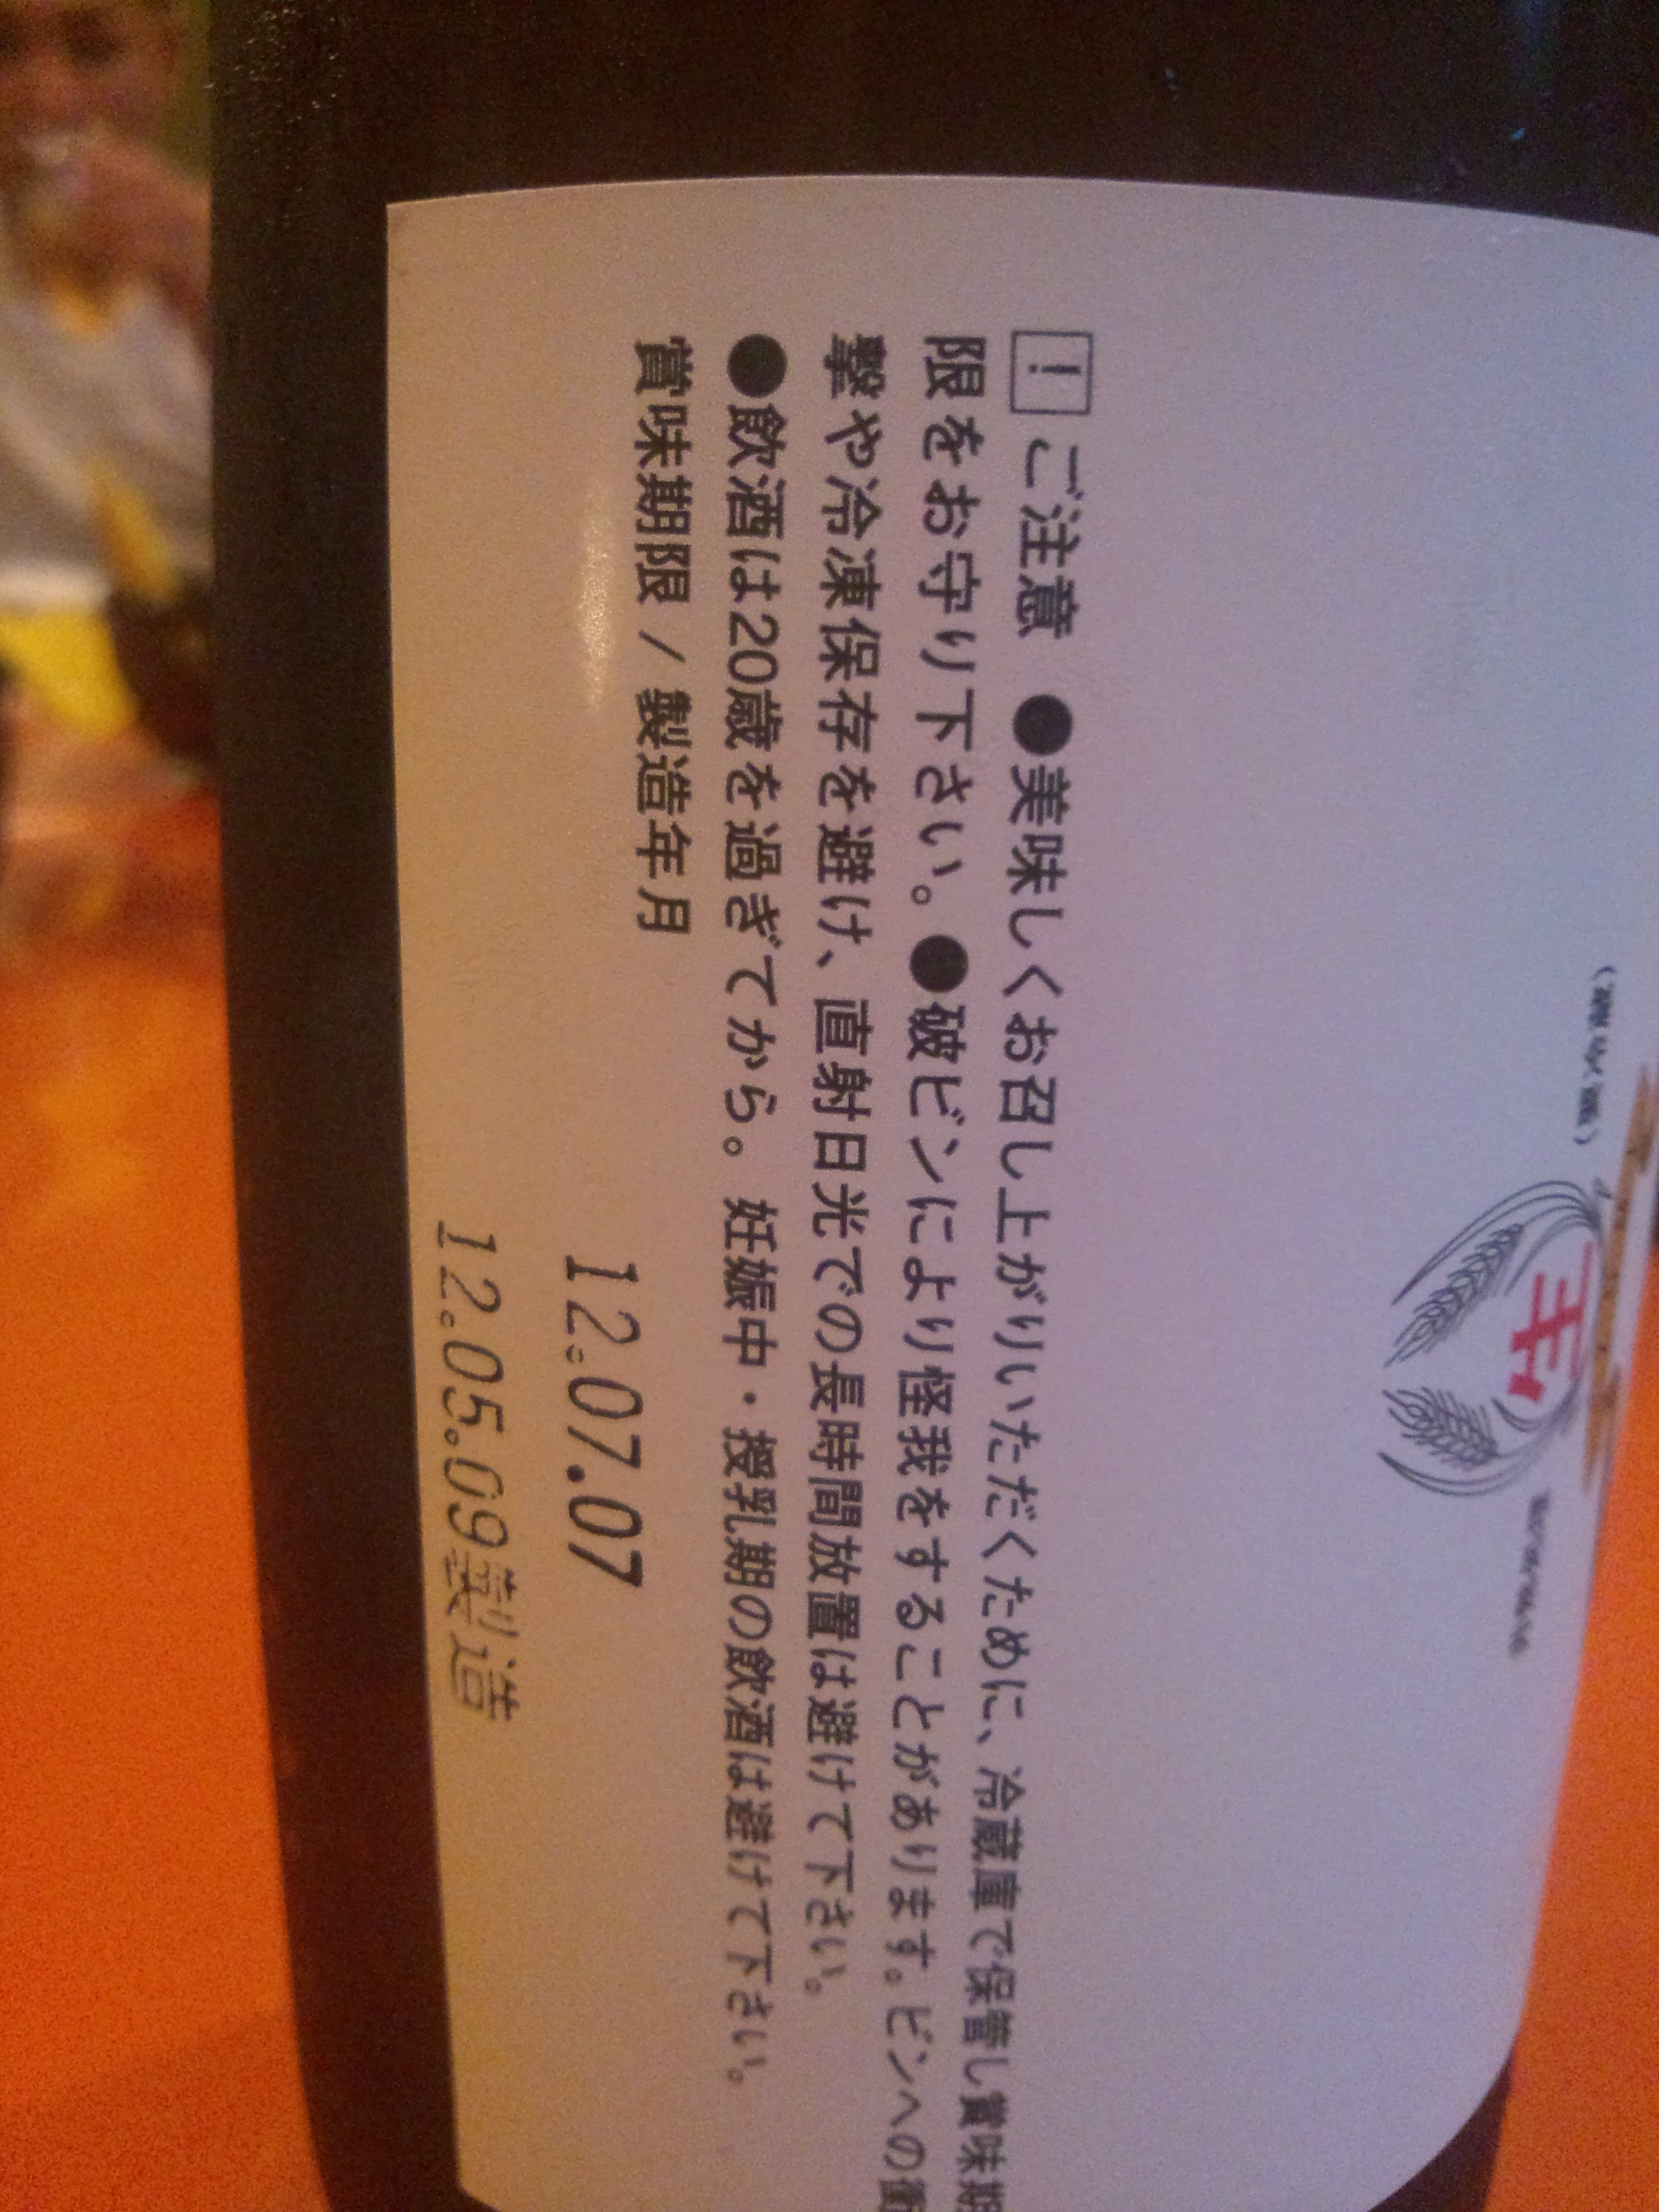 ! ご注意 ●美味しくお召し上がりいただくために、冷蔵庫で保管し賞味期
限をお守り下さい。●破ビンにより怪我をすることがあります。ビンへの衝
撃や冷凍保存を避け、直射日光での長時間放置は避けて下さい。
●飲酒は20歳を過ぎてから。妊娠中・授乳期の飲酒は避けて下さい。
賞味期限 / 製造年月
12.07.07
12.05.09製造